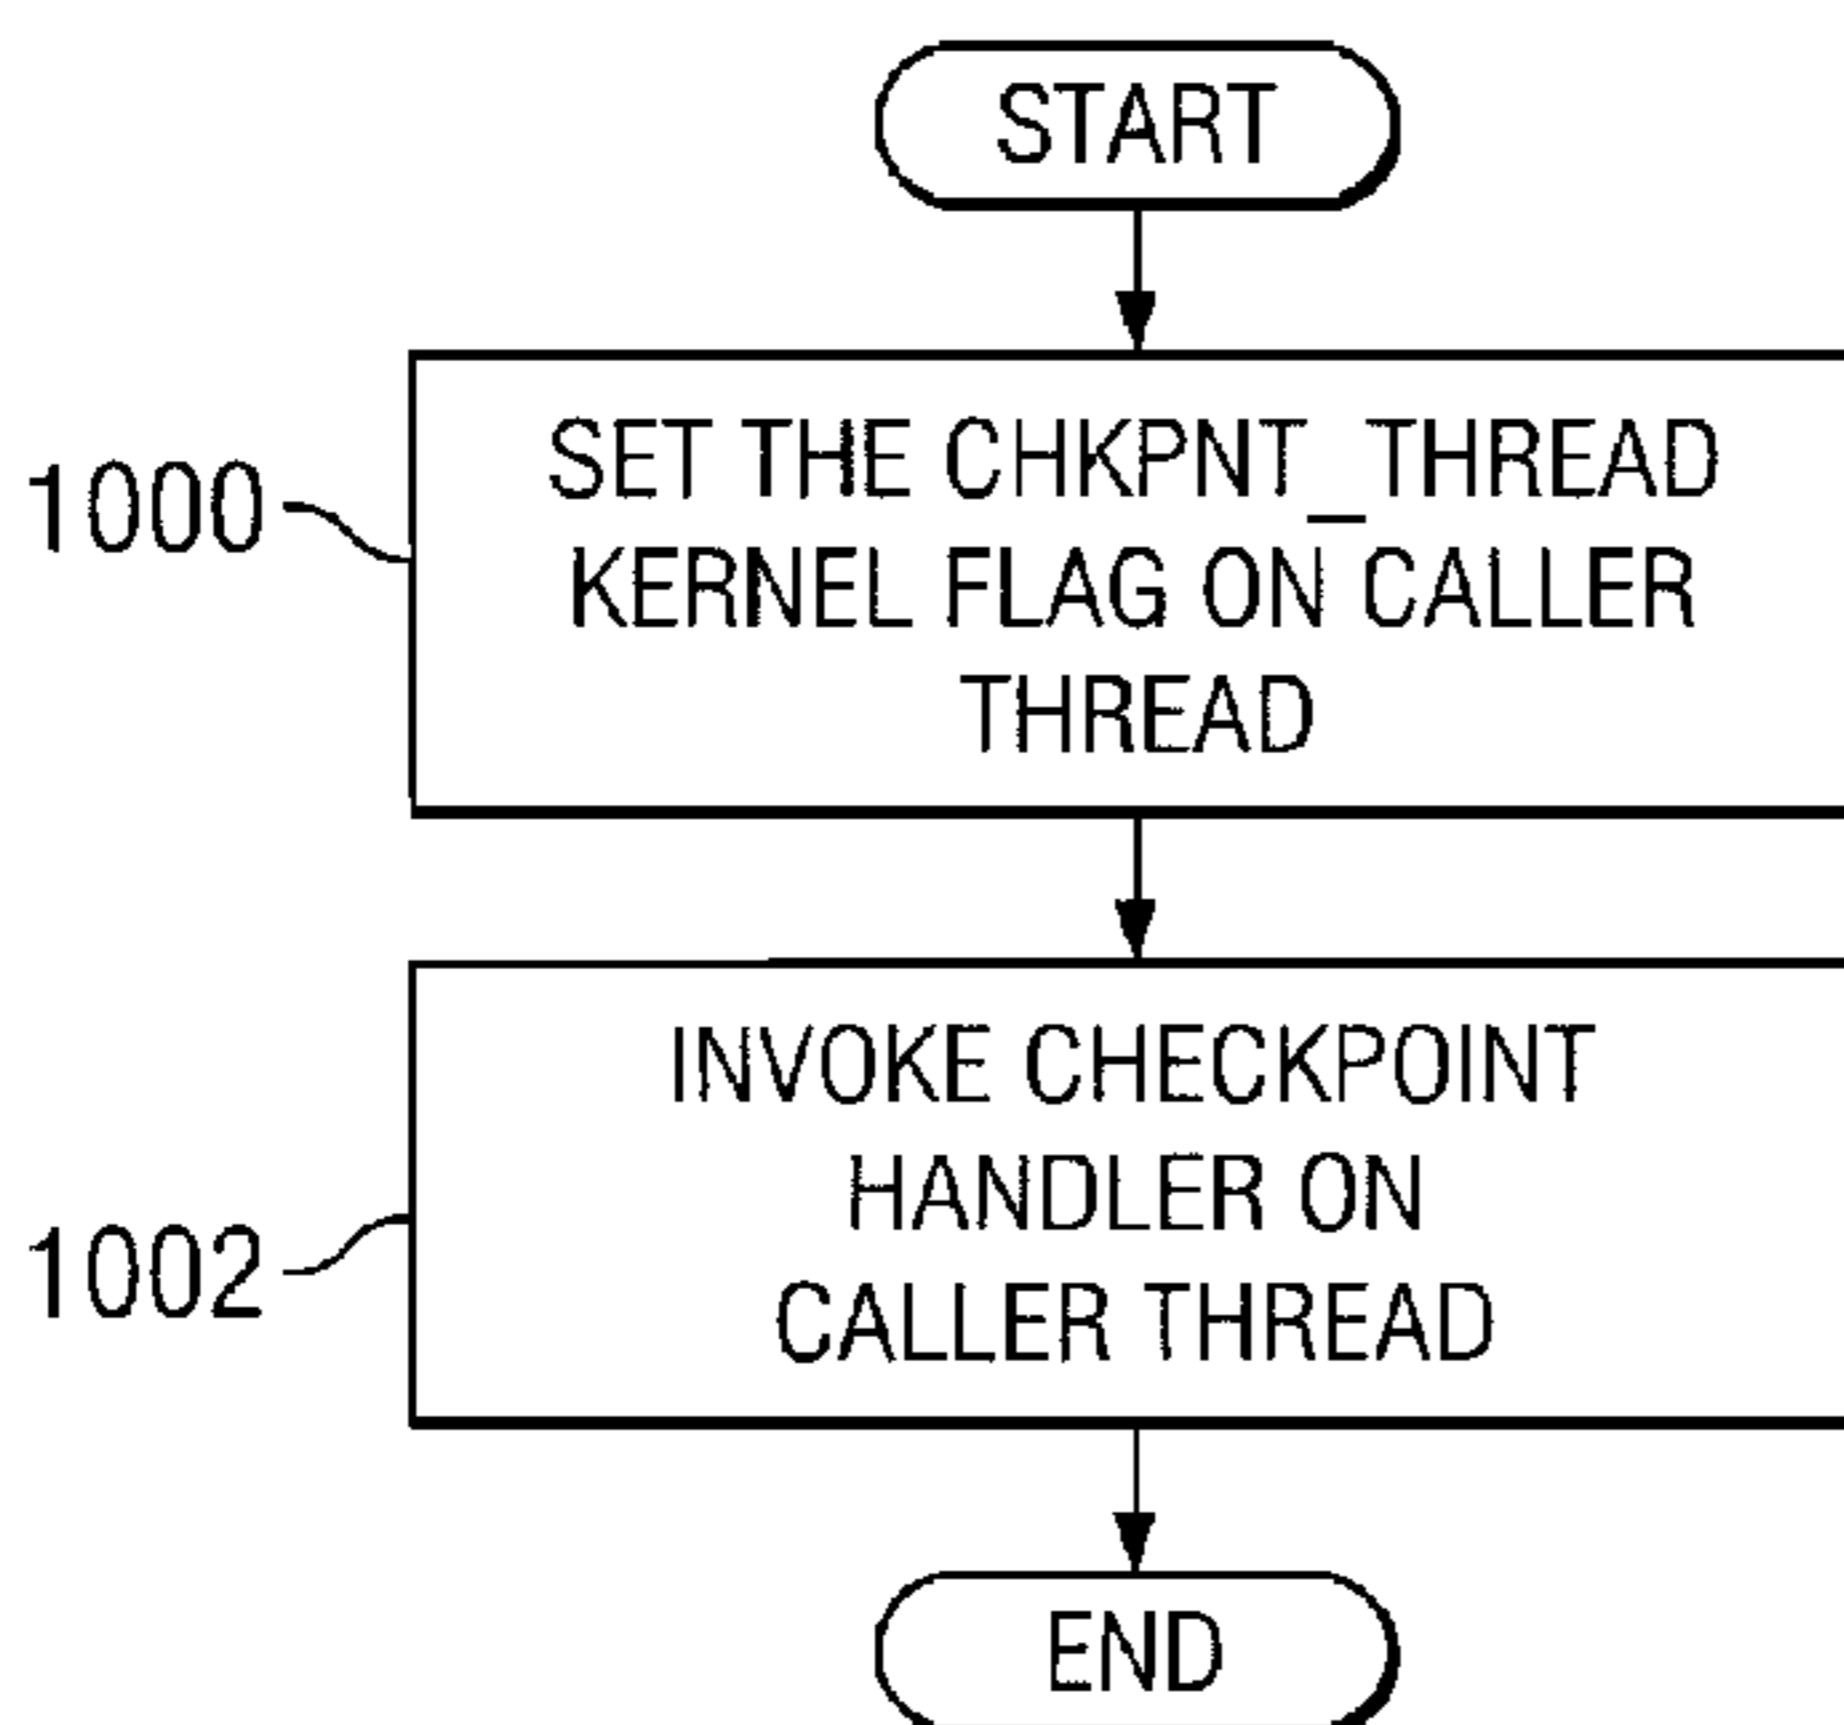 START
SET THE CHKPNT_THREAD
KERNEL FLAG ON CALLER
THREAD
1000
INVOKE CHECKPOINT
HANDLER ON
CALLER THREAD
1002
END